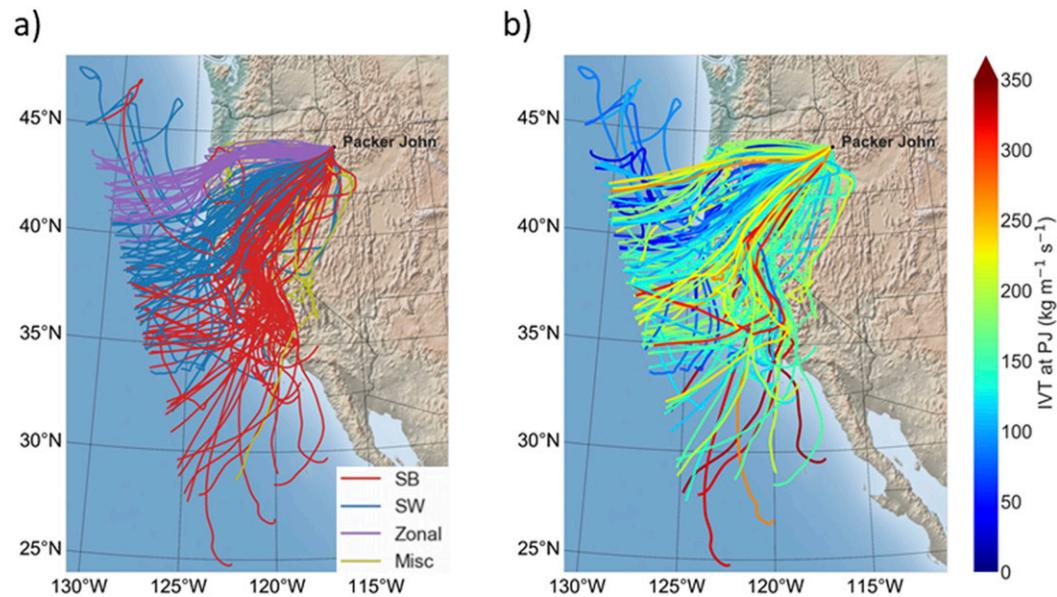 a)
b)
45°N
40°N
35°N
30°N
25°N
130°W
125°W
120°W
115°W
Packer John
SB
SW
Zonal
Misc
45°N
40°N
35°N
30°N
25°N
130°W
125°W
120°W
115°W
Packer John
350
300
250
200
150
100
50
0
IVT at PJ (kg m⁻¹ s⁻¹)